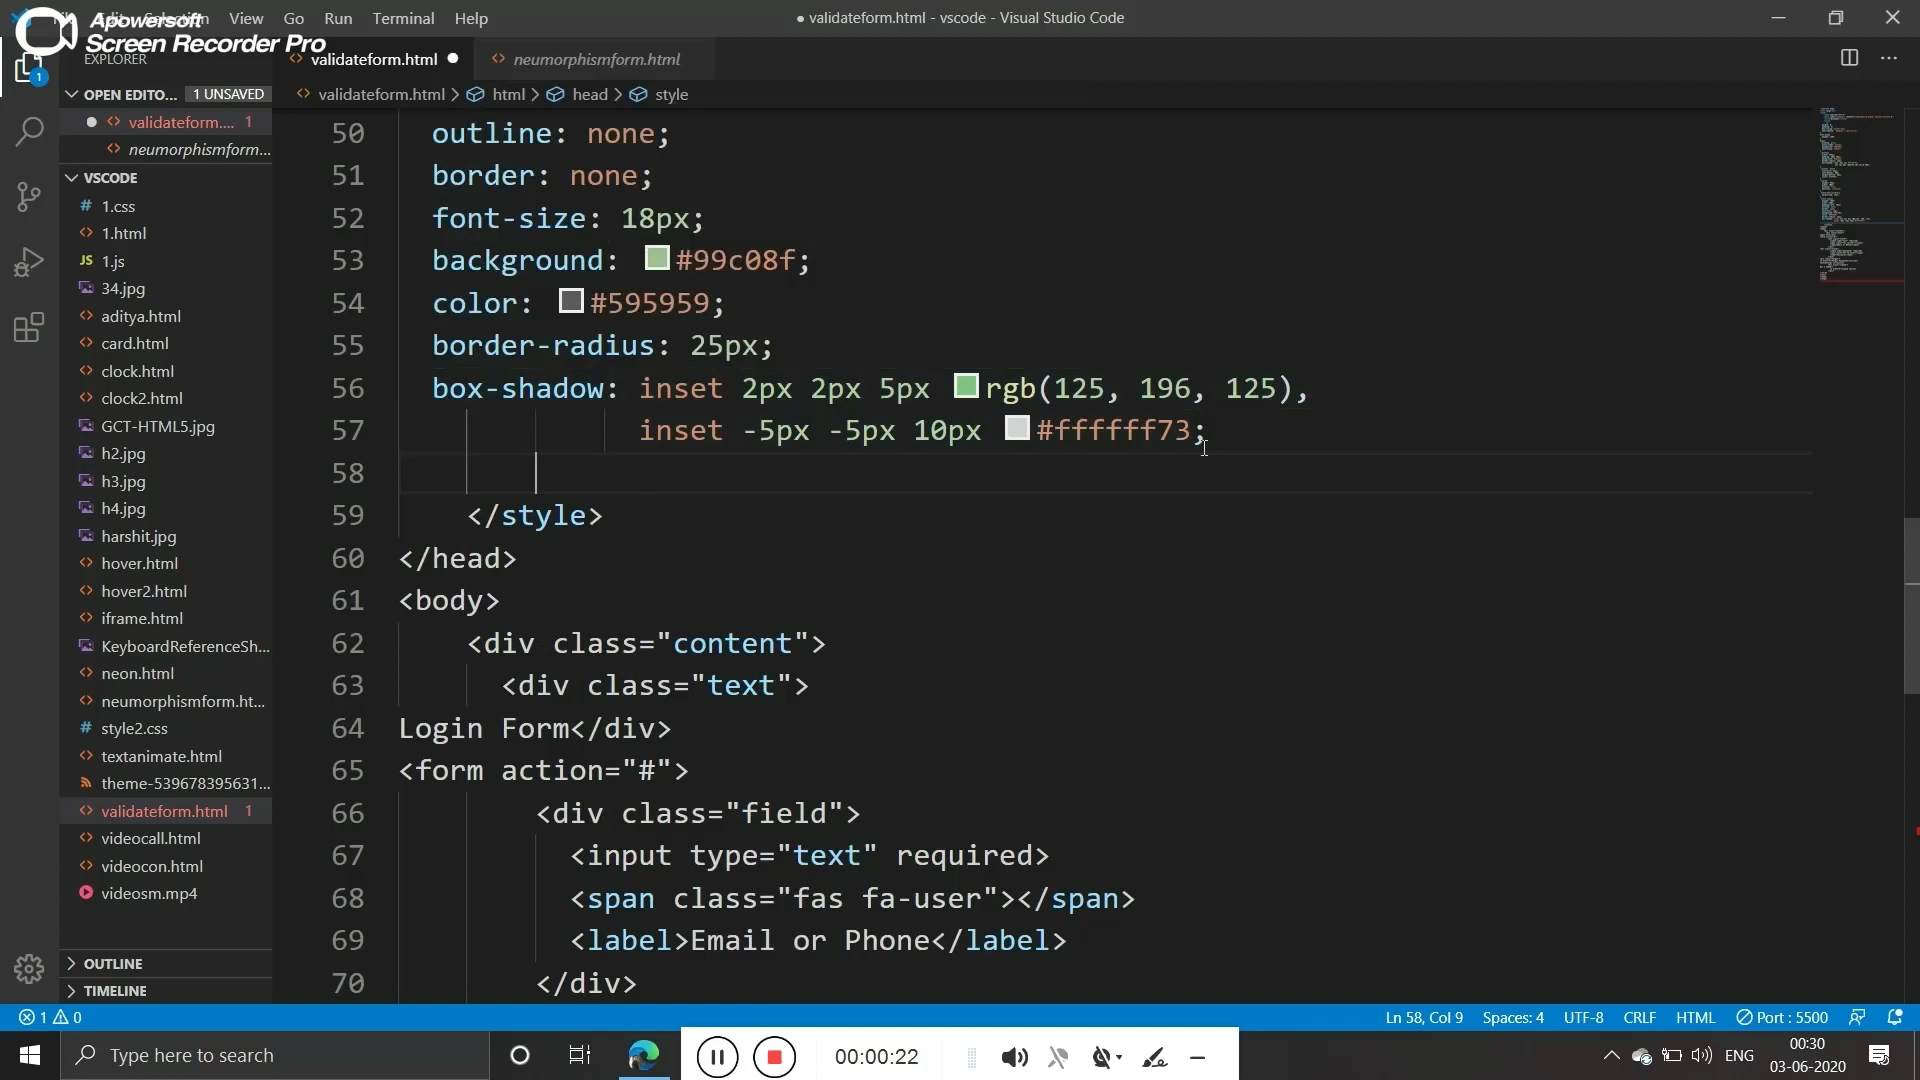 File Edit Selection View Go Run Terminal Help
● validateform.html - vscode - Visual Studio Code
Apowersoft
Screen Recorder Pro
EXPLORER
validateform.html
neumorphismform.html
1
OPEN EDITO... 1 UNSAVED
validateform.... 1
neumorphismform...
VSCODE
# 1.css
1.html
JS 1.js
34.jpg
aditya.html
card.html
clock.html
clock2.html
GCT-HTML5.jpg
h2.jpg
h3.jpg
h4.jpg
harshit.jpg
hover.html
hover2.html
iframe.html
KeyboardReferenceSh...
neon.html
neumorphismform.ht...
# style2.css
textanimate.html
theme-539678395631...
validateform.html 1
videocall.html
videocon.html
videosm.mp4
OUTLINE
TIMELINE
validateform.html > html > head > style
50 outline: none;
51 border: none;
52 font-size: 18px;
53 background: #99c08f;
54 color: #595959;
55 border-radius: 25px;
56 box-shadow: inset 2px 2px 5px rgb(125, 196, 125),
57 inset -5px -5px 10px #ffffff73;
58
59 </style>
60 </head>
61 <body>
62 <div class="content">
63 <div class="text">
64 Login Form</div>
65 <form action="#">
66 <div class="field">
67 <input type="text" required>
68 <span class="fas fa-user"></span>
69 <label>Email or Phone</label>
70 </div>
1 0
Ln 58, Col 9 Spaces: 4 UTF-8 CRLF HTML Port : 5500
Type here to search
00:00:22
ENG
00:30
03-06-2020